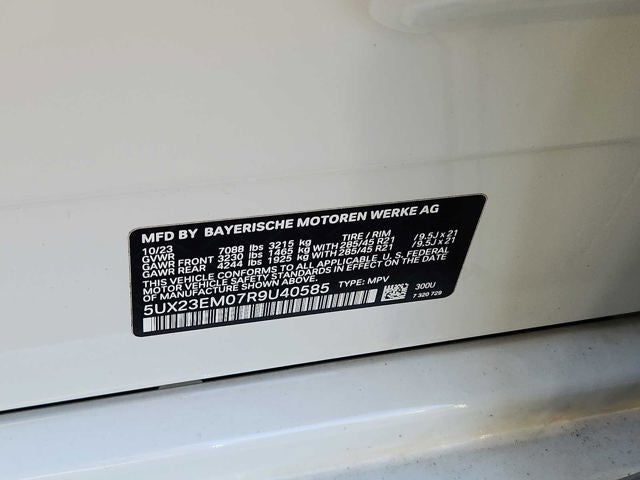 MFD BY BAYERISCHE MOTOREN WERKE AG
10/23 TIRE / RIM
GVWR 7088 lbs 3215 kg
GAWR FRONT 3230 lbs 1465 kg 285/45 R21 / 9.5J x 21
GAWR REAR 4244 lbs 1925 kg 285/45 R21 / 9.5J x 21
THIS VEHICLE CONFORMS TO ALL APPLICABLE U.S. FEDERAL
MOTOR VEHICLE SAFETY STANDARDS IN EFFECT ON THE DATE
OF MANUFACTURE SHOWN ABOVE.
5UX23EM07R9U40585 TYPE: MPV 300U
7 320 729